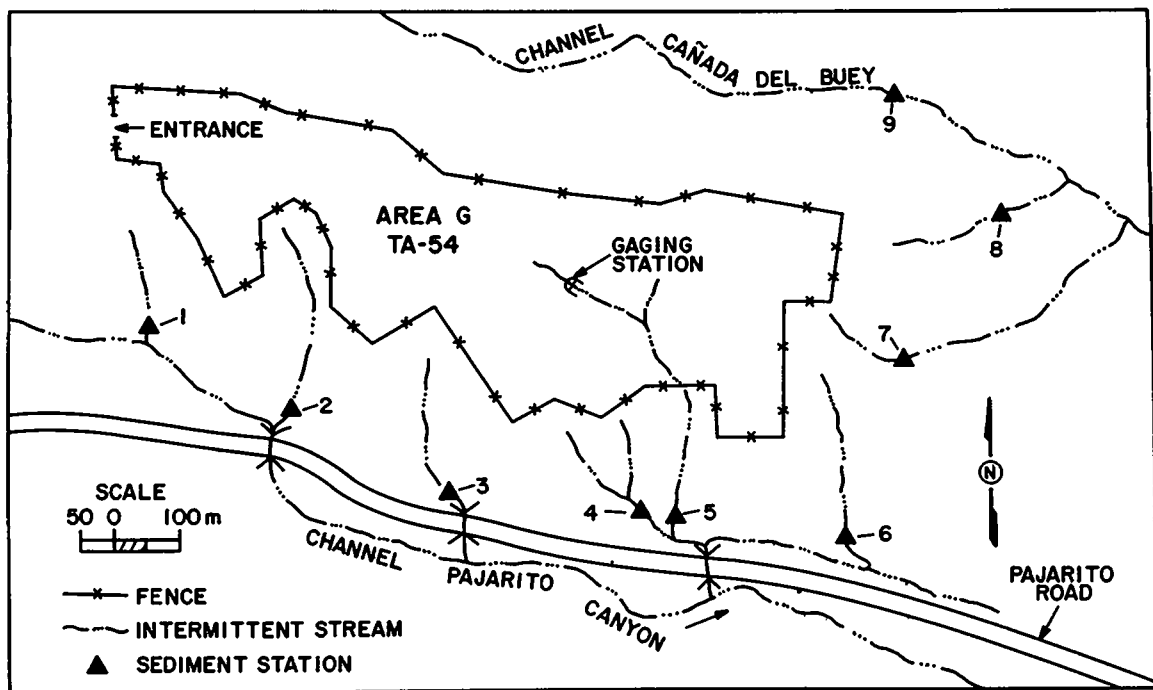 CHANNEL CAÑADA DEL BUEY
9
ENTRANCE
AREA G
TA-54
GAGING
STATION
8
1
7
2
N
SCALE
50 0 100 m
3
4
5
6
CHANNEL PAJARITO CANYON
PAJARITO
ROAD
FENCE
INTERMITTENT STREAM
SEDIMENT STATION